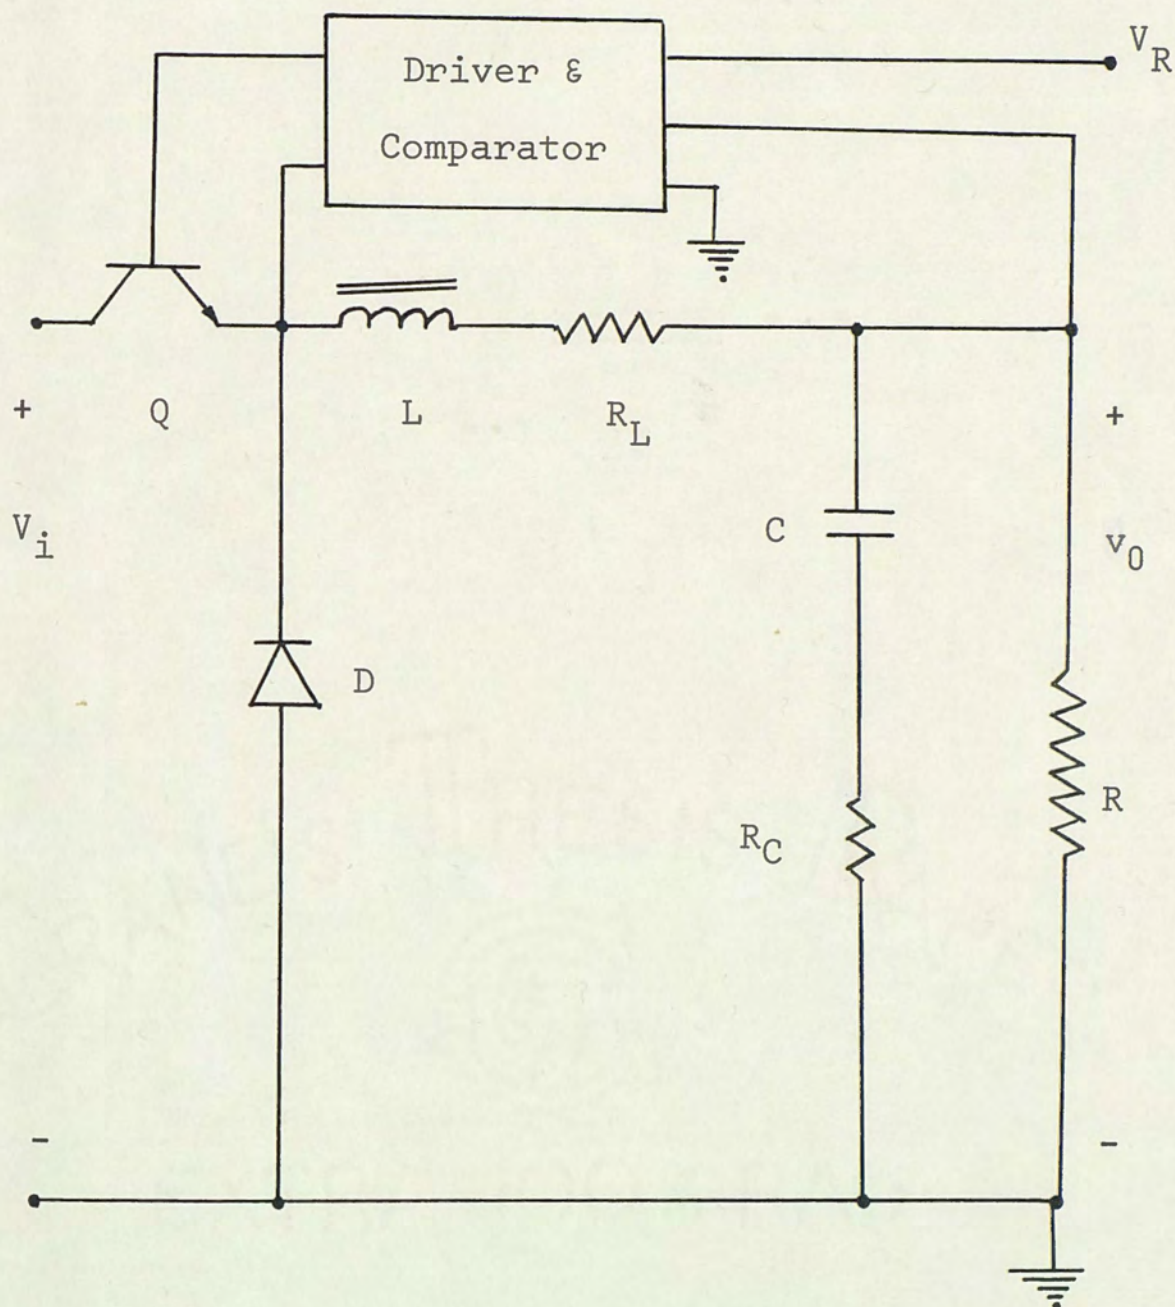 V_R
Driver &
Comparator
+ Q L R_L +
V_i C v_0
D
R_C R
- -